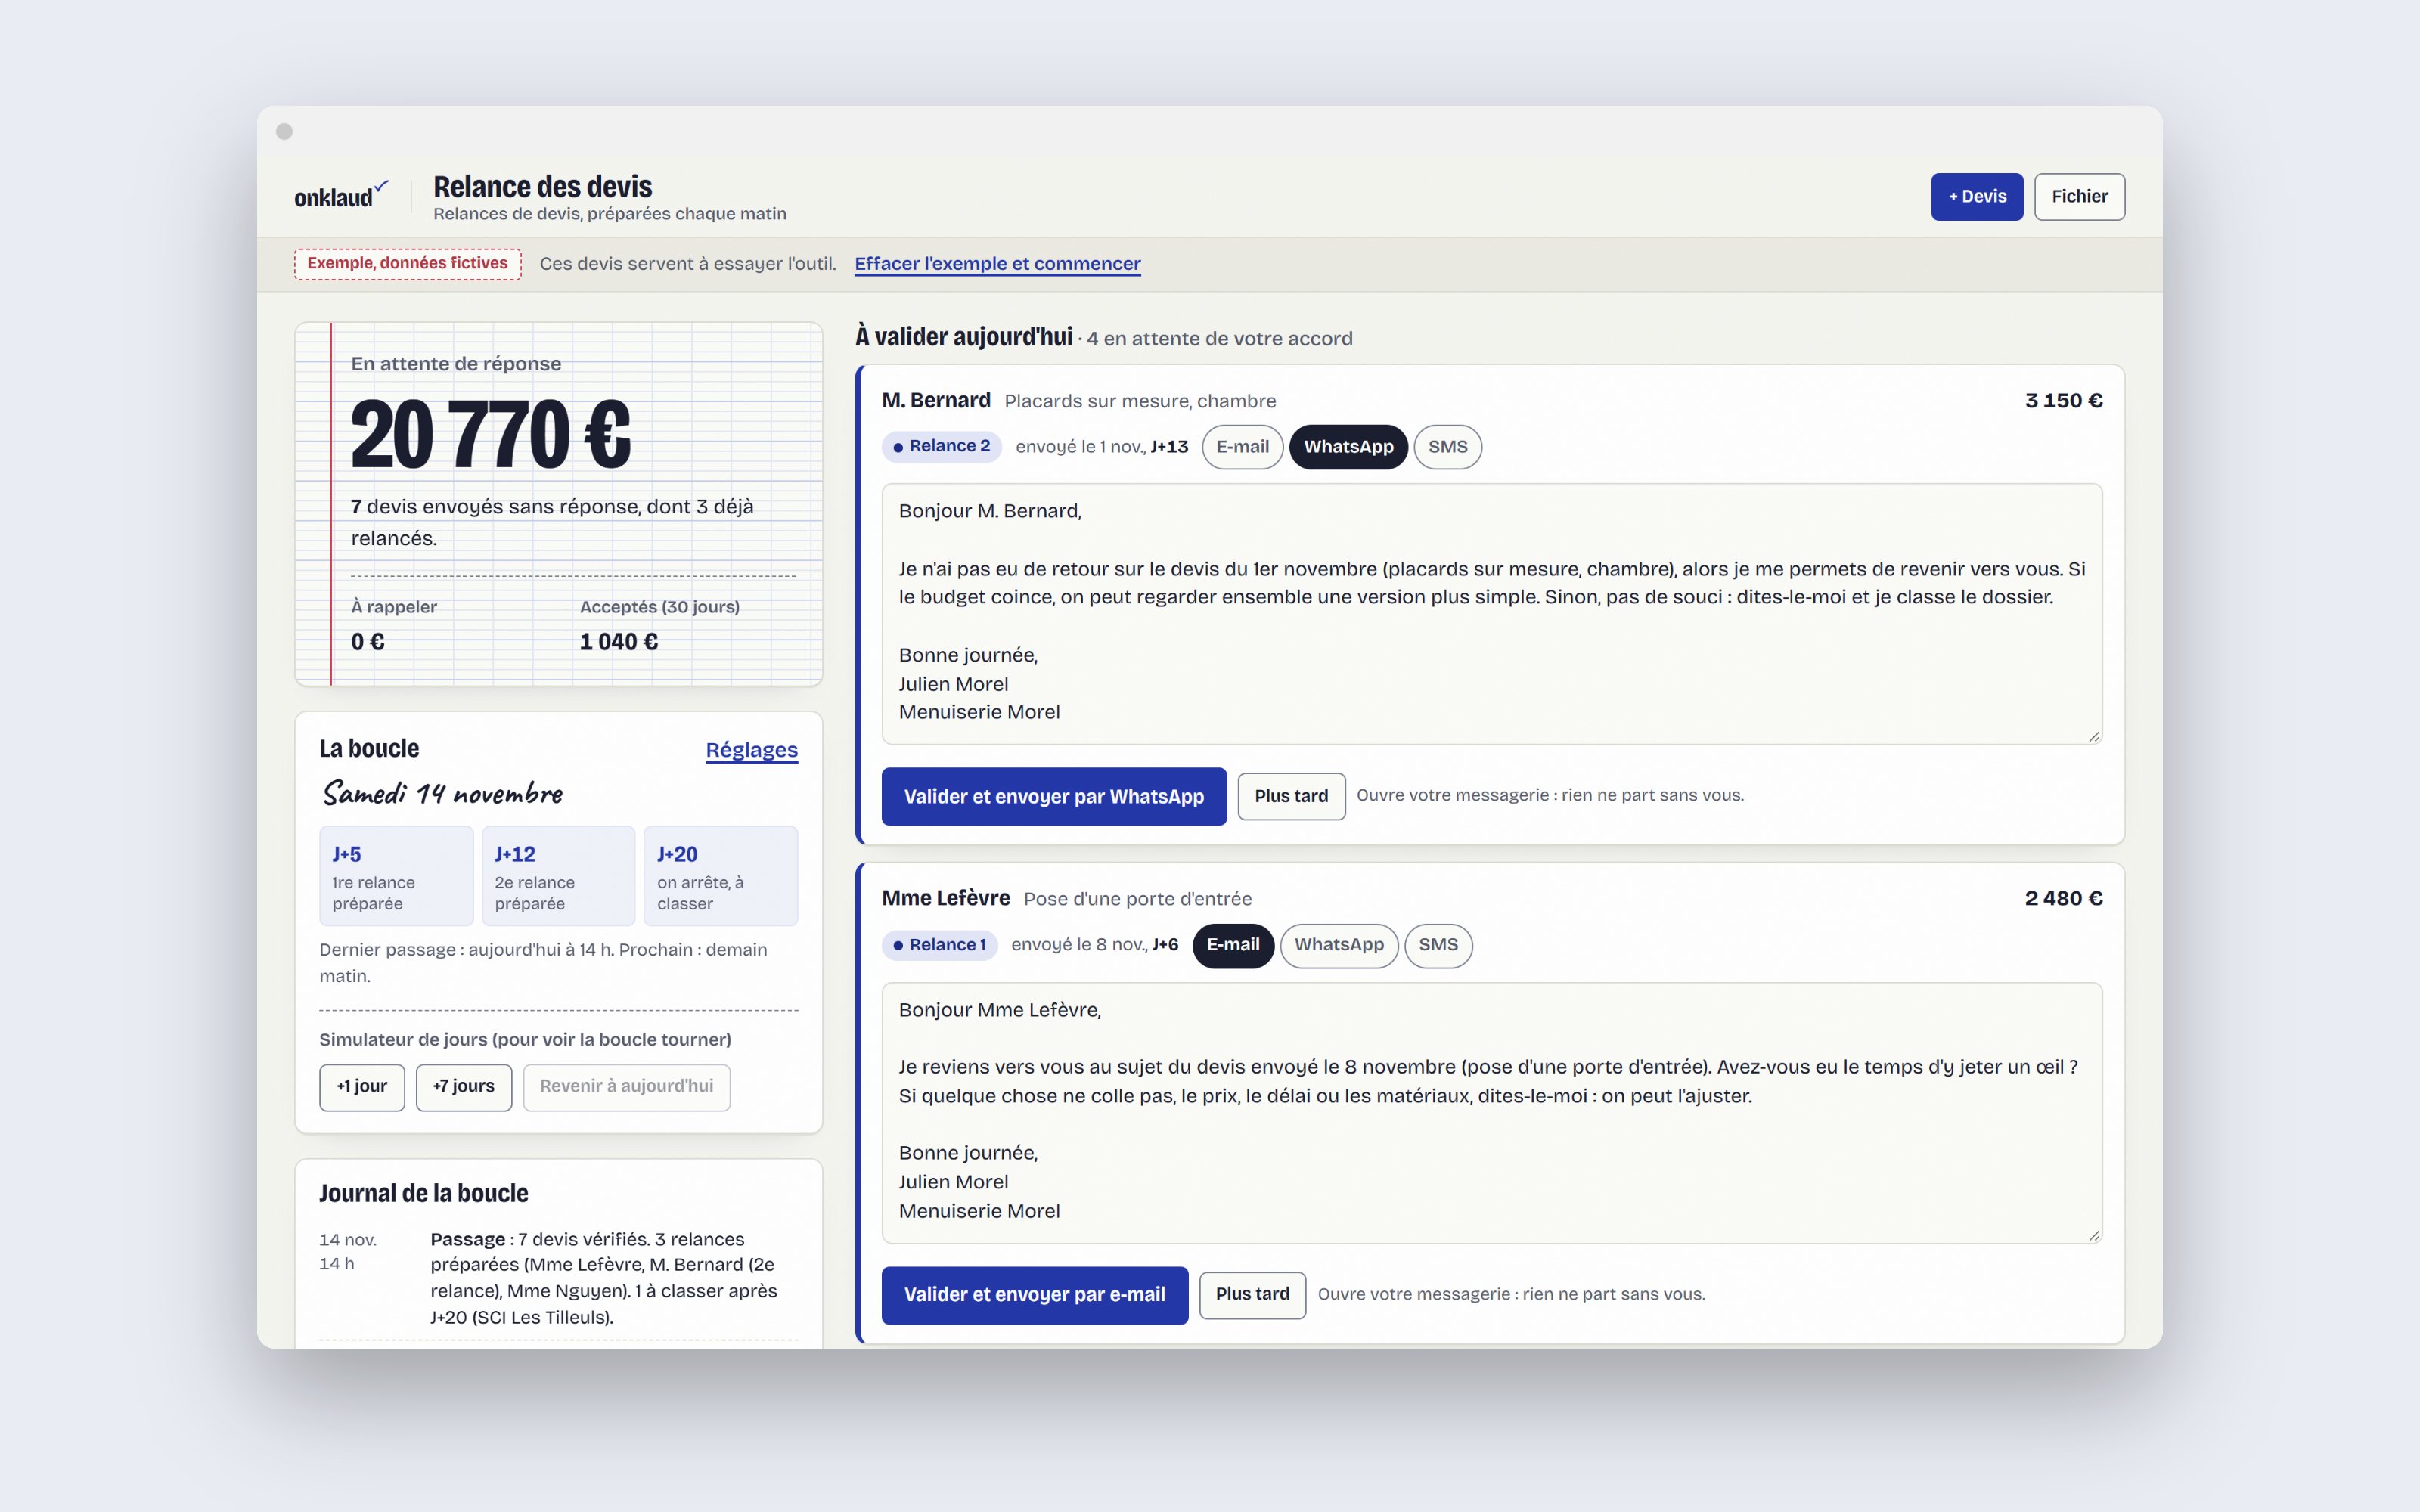 onklaud
Relance des devis
Relances de devis, préparées chaque matin
+ Devis
Fichier
Exemple, données fictives
Ces devis servent à essayer l'outil.
Effacer l'exemple et commencer
En attente de réponse
20 770 €
7 devis envoyés sans réponse, dont 3 déjà
relancés.
À rappeler
0 €
Acceptés (30 jours)
1 040 €
La boucle
Réglages
Samedi 14 novembre
J+5
1re relance
préparée
J+12
2e relance
préparée
J+20
on arrête, à
classer
Dernier passage : aujourd'hui à 14 h. Prochain : demain
matin.
Simulateur de jours (pour voir la boucle tourner)
+1 jour
+7 jours
Revenir à aujourd'hui
Journal de la boucle
14 nov.
14 h
Passage : 7 devis vérifiés. 3 relances
préparées (Mme Lefèvre, M. Bernard (2e
relance), Mme Nguyen). 1 à classer après
J+20 (SCI Les Tilleuls).
À valider aujourd'hui · 4 en attente de votre accord
M. Bernard Placards sur mesure, chambre
3 150 €
Relance 2 envoyé le 1 nov., J+13 E-mail WhatsApp SMS
Bonjour M. Bernard,
Je n'ai pas eu de retour sur le devis du 1er novembre (placards sur mesure, chambre), alors je me permets de revenir vers vous. Si
le budget coince, on peut regarder ensemble une version plus simple. Sinon, pas de souci : dites-le-moi et je classe le dossier.
Bonne journée,
Julien Morel
Menuiserie Morel
Valider et envoyer par WhatsApp
Plus tard
Ouvre votre messagerie : rien ne part sans vous.
Mme Lefèvre Pose d'une porte d'entrée
2 480 €
Relance 1 envoyé le 8 nov., J+6 E-mail WhatsApp SMS
Bonjour Mme Lefèvre,
Je reviens vers vous au sujet du devis envoyé le 8 novembre (pose d'une porte d'entrée). Avez-vous eu le temps d'y jeter un œil ?
Si quelque chose ne colle pas, le prix, le délai ou les matériaux, dites-le-moi : on peut l'ajuster.
Bonne journée,
Julien Morel
Menuiserie Morel
Valider et envoyer par e-mail
Plus tard
Ouvre votre messagerie : rien ne part sans vous.